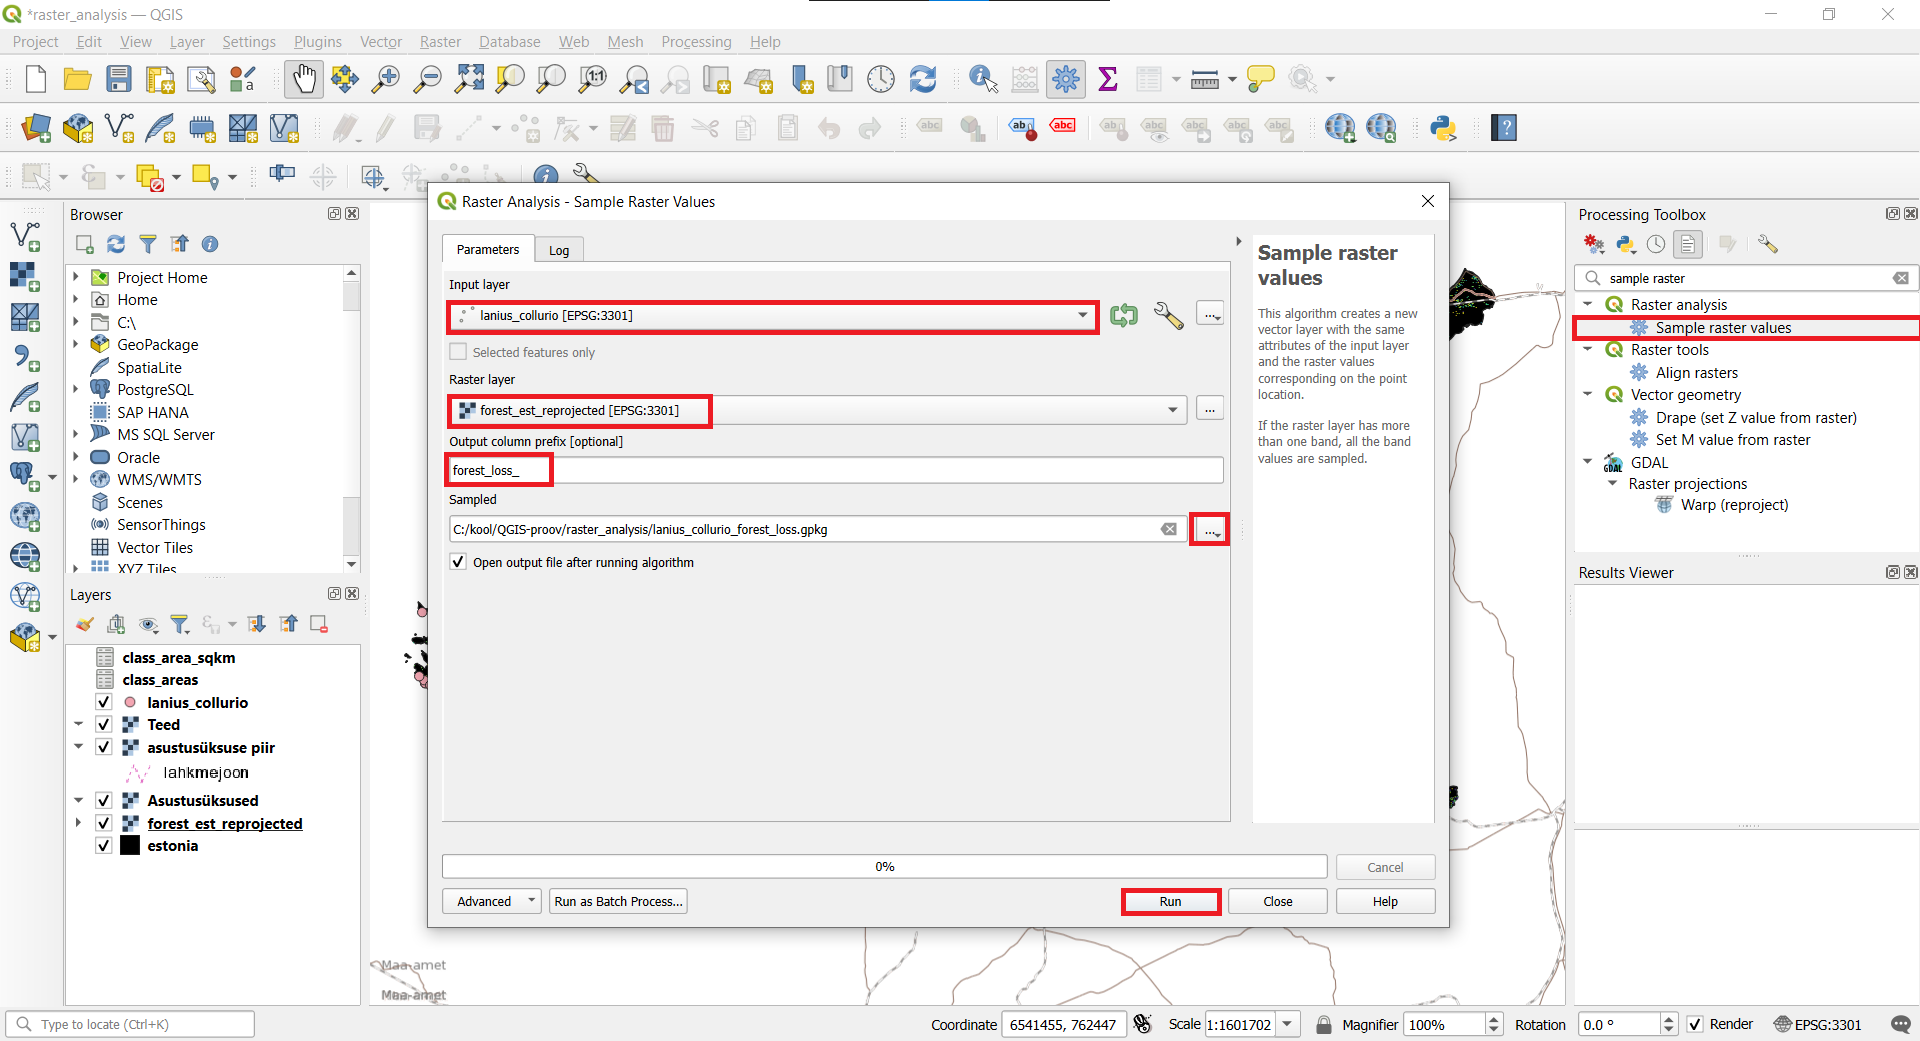 *raster_analysis — QGIS
Project Edit View Layer Settings Plugins Vector Raster Database Web Mesh Processing Help
Browser
Project Home
Home
C:\
GeoPackage
SpatiaLite
PostgreSQL
SAP HANA
MS SQL Server
Oracle
WMS/WMTS
Scenes
SensorThings
Vector Tiles
XYZ Tiles
Layers
class_area_sqkm
class_areas
lanius_collurio
Teed
asustusüksuse piir
lahkmejoon
Asustusüksused
forest_est_reprojected
estonia
Raster Analysis - Sample Raster Values
Parameters Log
Input layer
lanius_collurio [EPSG:3301]
Selected features only
Raster layer
forest_est_reprojected [EPSG:3301]
Output column prefix [optional]
forest_loss_
Sampled
C:/kool/QGIS-proov/raster_analysis/lanius_collurio_forest_loss.gpkg
Open output file after running algorithm
Sample raster
values
This algorithm creates a new
vector layer with the same
attributes of the input layer
and the raster values
corresponding on the point
location.
If the raster layer has more
than one band, all the band
values are sampled.
0%
Cancel
Advanced Run as Batch Process... Run Close Help
Maa-amet
Maa-amet
Processing Toolbox
sample raster
Raster analysis
Sample raster values
Raster tools
Align rasters
Vector geometry
Drape (set Z value from raster)
Set M value from raster
GDAL
Raster projections
Warp (reproject)
Results Viewer
Type to locate (Ctrl+K) Coordinate 6541455, 762447 Scale 1:1601702 Magnifier 100% Rotation 0.0 ° Render EPSG:3301